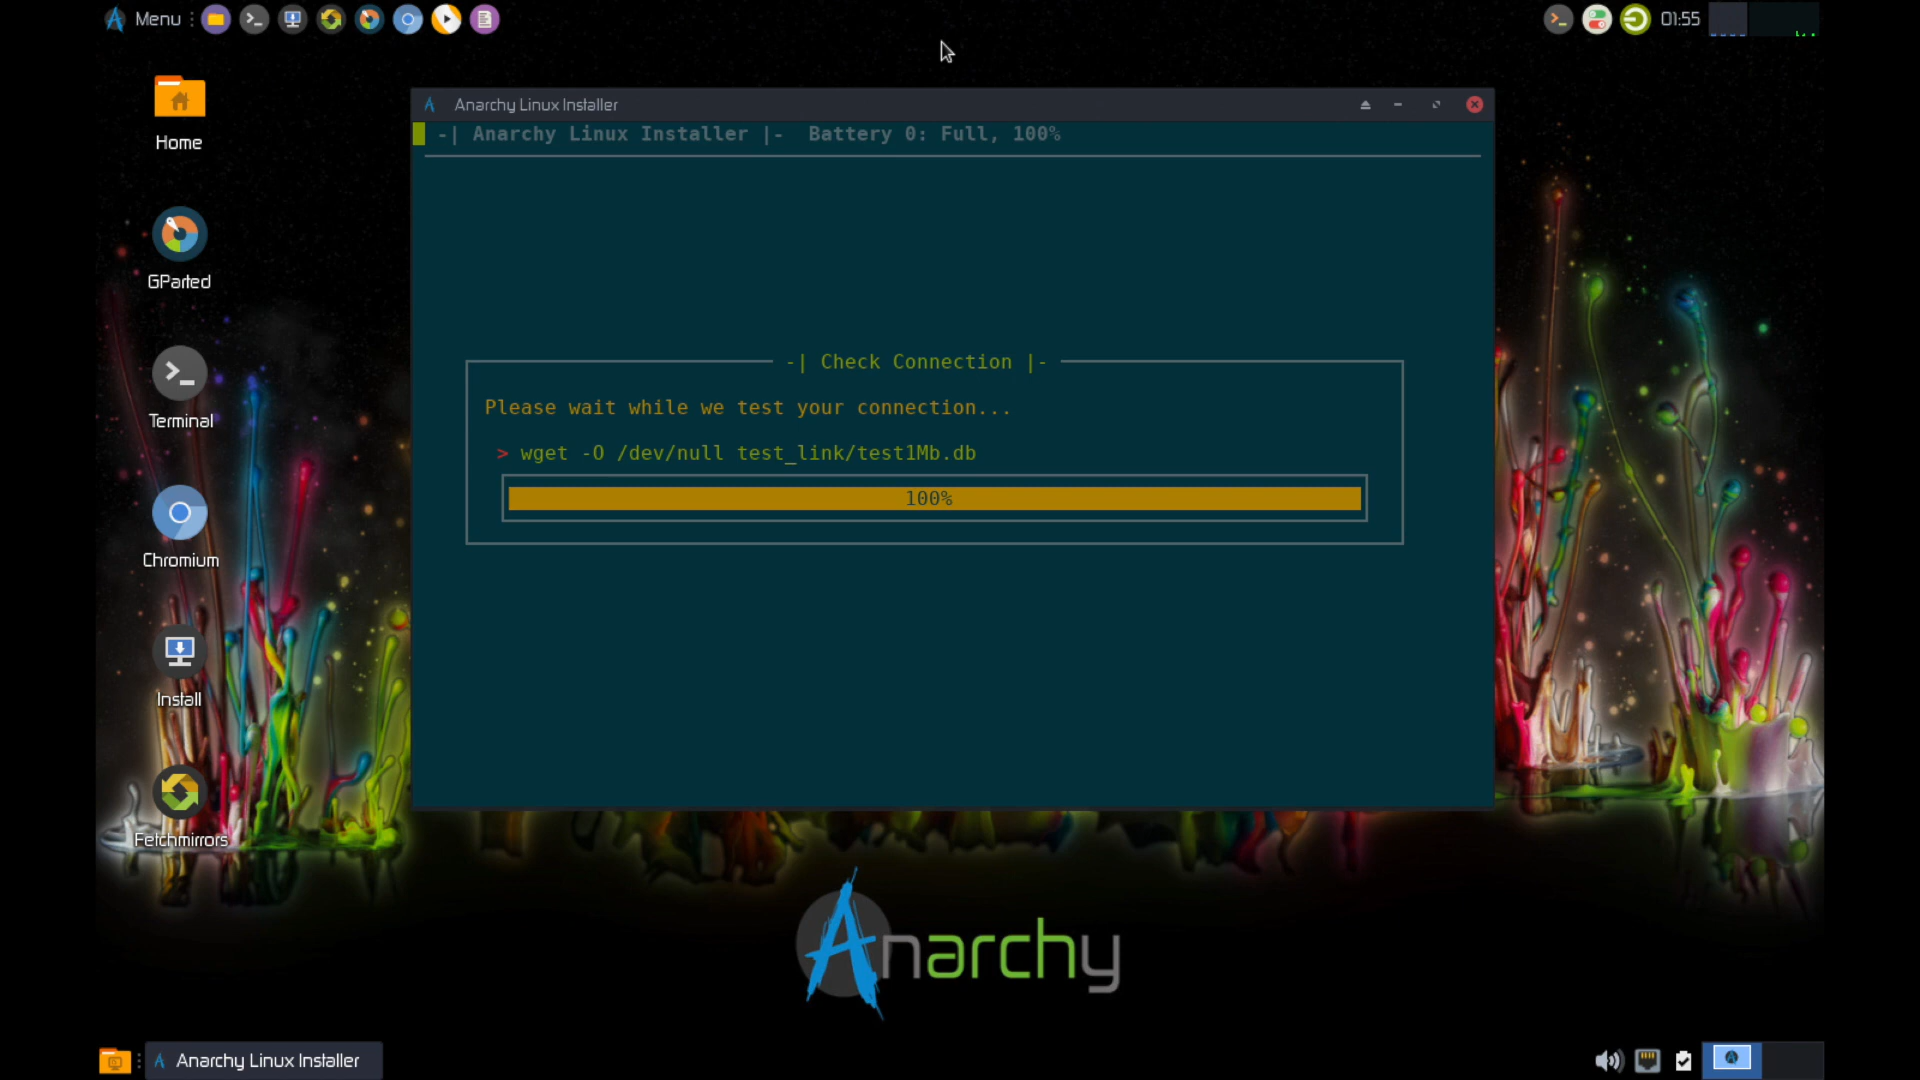 Menu
01:55
Home
GParted
Terminal
Chromium
Install
Fetchmirrors
Anarchy Linux Installer
-| Anarchy Linux Installer |-  Battery 0: Full, 100%
-| Check Connection |-
Please wait while we test your connection...
> wget -O /dev/null test_link/test1Mb.db
100%
Anarchy
Anarchy Linux Installer